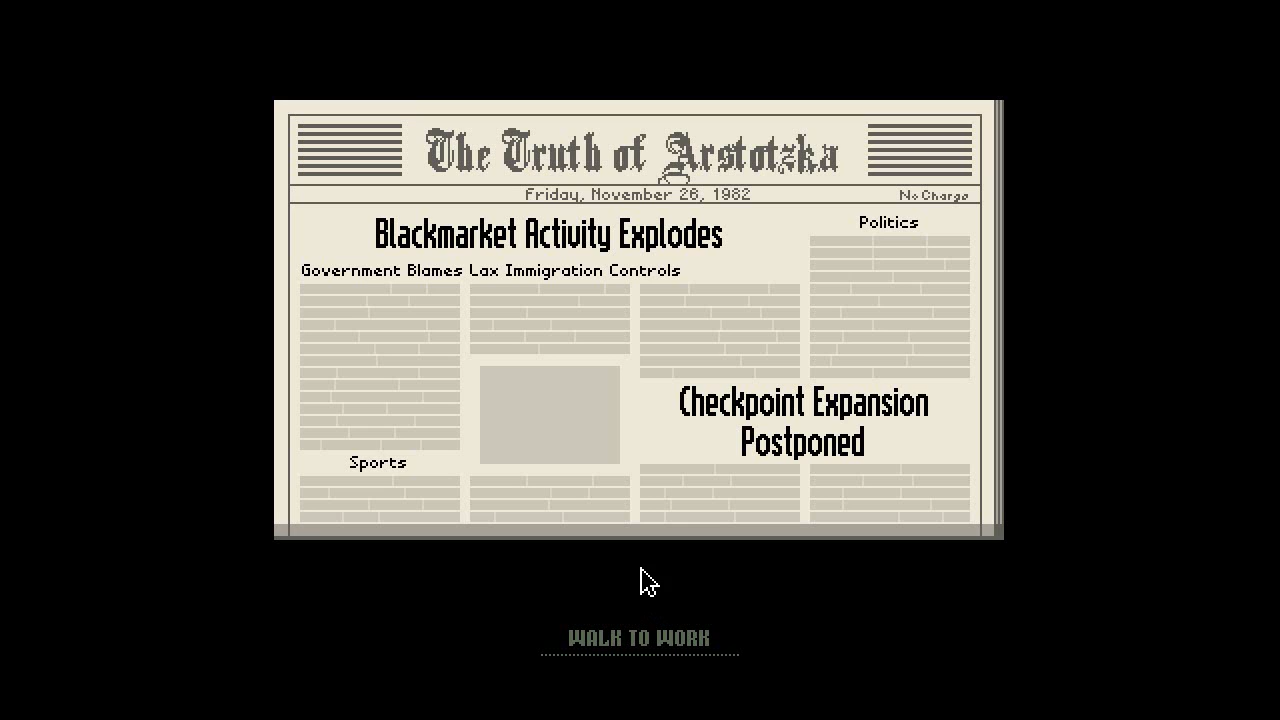 The Truth of Arstotzka
Friday, November 26, 1982
No Charge
Blackmarket Activity Explodes
Government Blames Lax Immigration Controls
Politics
Checkpoint Expansion
Postponed
Sports
WALK TO WORK